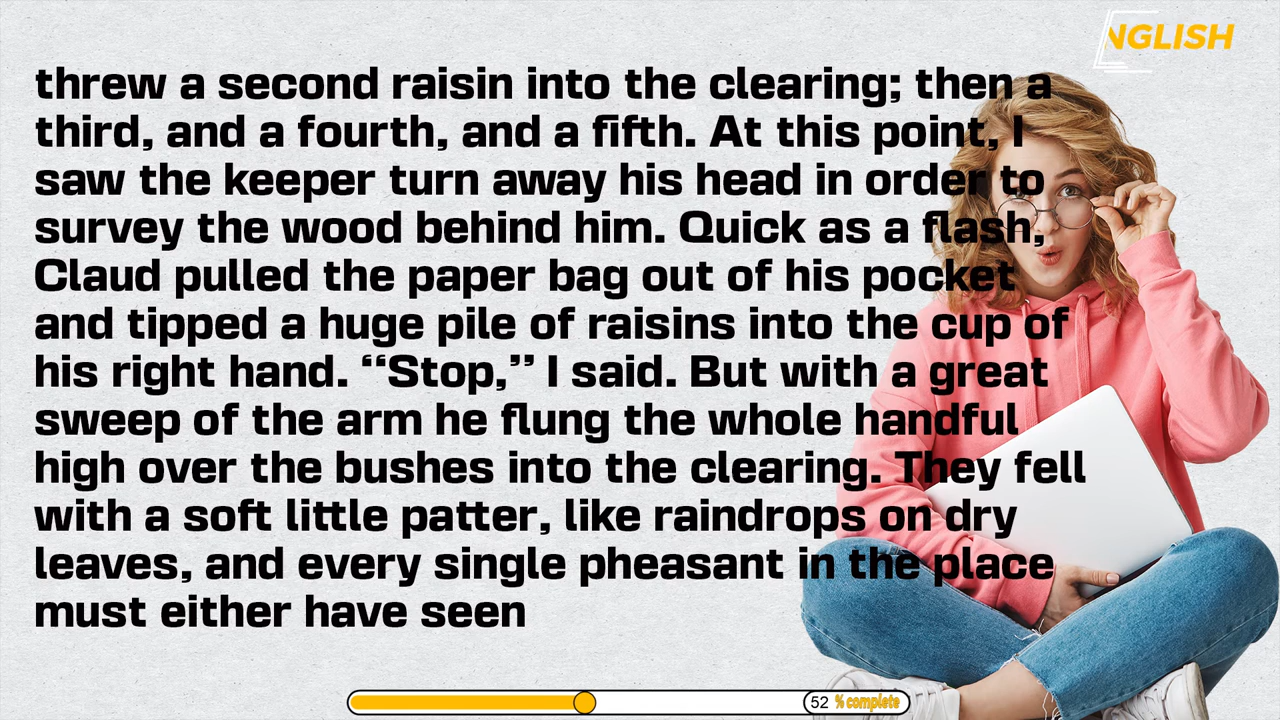 NGLISH
threw a second raisin into the clearing; then a
third, and a fourth, and a fifth. At this point, I
saw the keeper turn away his head in order to
survey the wood behind him. Quick as a flash,
Claud pulled the paper bag out of his pocket
and tipped a huge pile of raisins into the cup of
his right hand. “Stop,” I said. But with a great
sweep of the arm he flung the whole handful
high over the bushes into the clearing. They fell
with a soft little patter, like raindrops on dry
leaves, and every single pheasant in the place
must either have seen
52 % complete